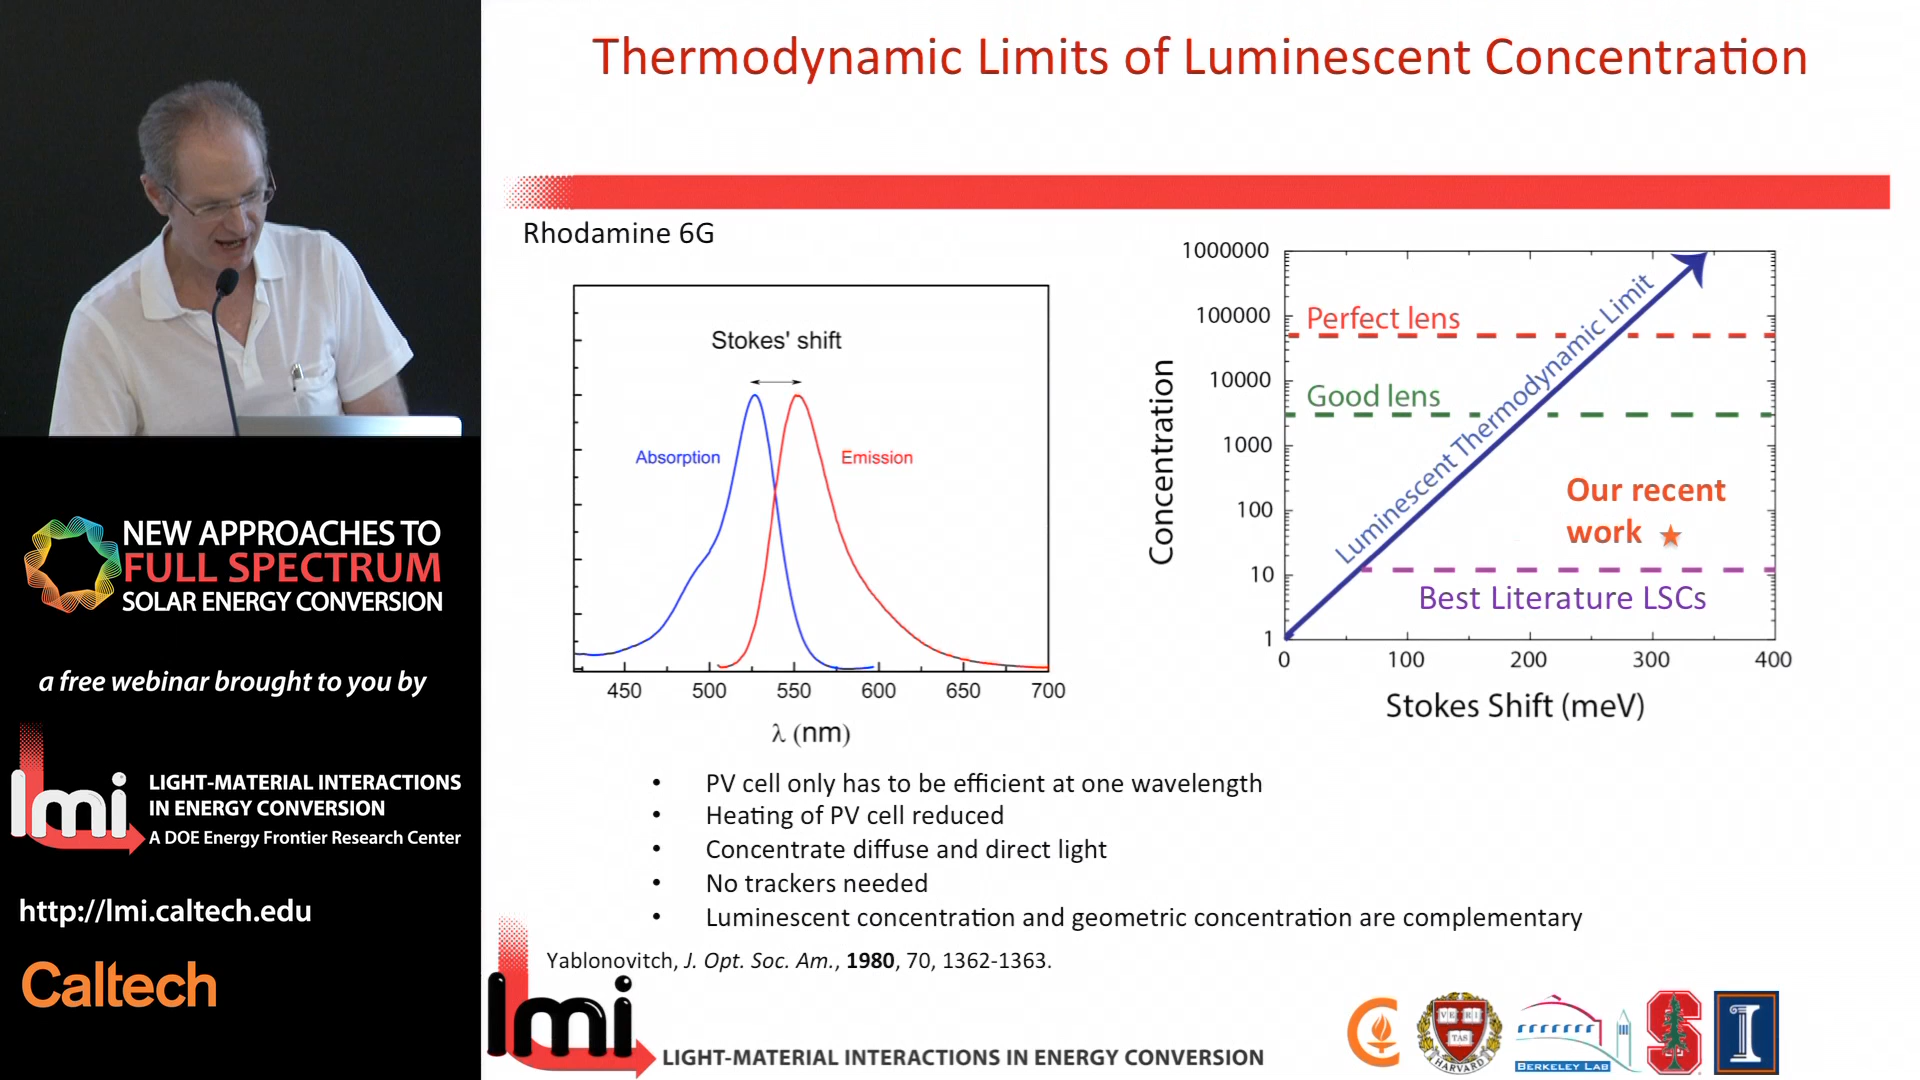 Thermodynamic Limits of Luminescent Concentration
Rhodamine 6G
Stokes' shift
Absorption
Emission
450 500 550 600 650 700
λ (nm)
1000000
100000
10000
1000
100
10
1
Concentration
Perfect lens
Good lens
Luminescent Thermodynamic Limit
Our recent
work
Best Literature LSCs
0 100 200 300 400
Stokes Shift (meV)
• PV cell only has to be efficient at one wavelength
• Heating of PV cell reduced
• Concentrate diffuse and direct light
• No trackers needed
• Luminescent concentration and geometric concentration are complementary
Yablonovitch, J. Opt. Soc. Am., 1980, 70, 1362-1363.
lmi
LIGHT-MATERIAL INTERACTIONS IN ENERGY CONVERSION
VE RI
TAS
HARVARD
BERKELEY LAB
I
NEW APPROACHES TO
FULL SPECTRUM
SOLAR ENERGY CONVERSION
a free webinar brought to you by
lmi
LIGHT-MATERIAL INTERACTIONS
IN ENERGY CONVERSION
A DOE Energy Frontier Research Center
http://lmi.caltech.edu
Caltech